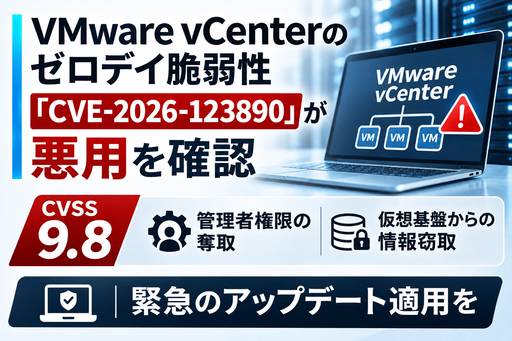 VMware vCenterの
ゼロデイ脆弱性
「CVE-2026-123890」が
悪用を確認
VMware
vCenter
VM
VM
VM
CVSS
9.8
管理者権限の
奪取
仮想基盤からの
情報窃取
緊急のアップデート適用を